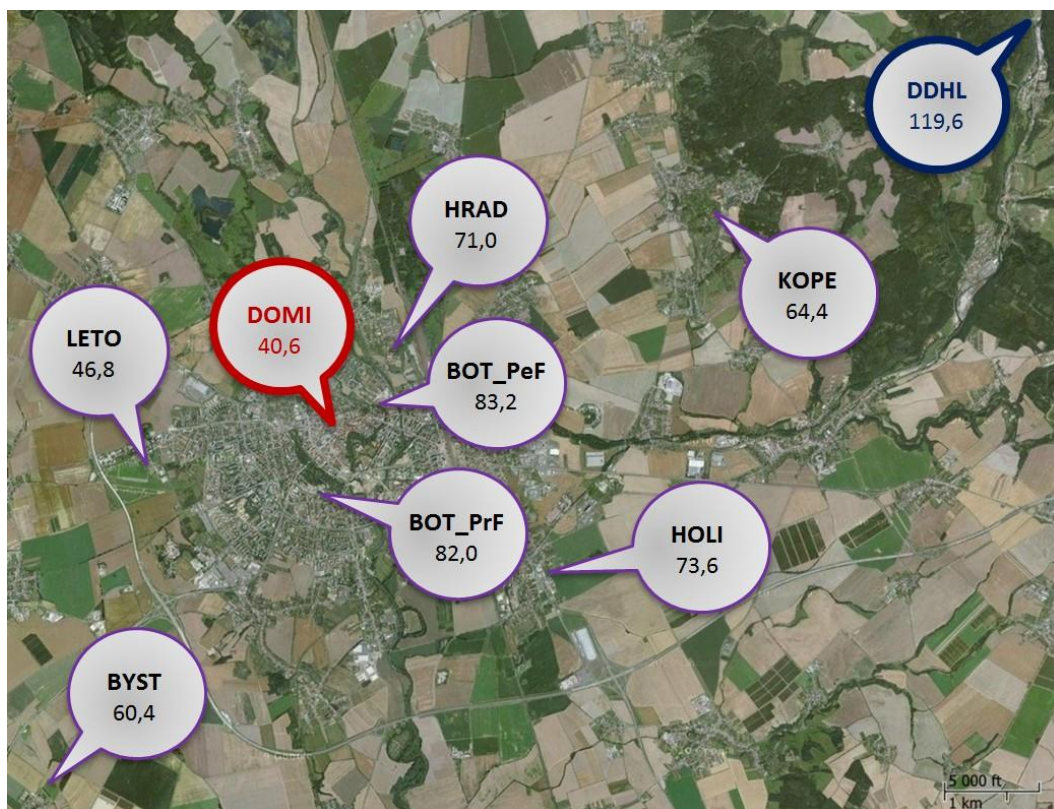 DDHL
119,6
HRAD
71,0
KOPE
64,4
DOMI
40,6
LETO
46,8
BOT_PeF
83,2
BOT_PrF
82,0
HOLI
73,6
BYST
60,4
5 000 ft
1 km